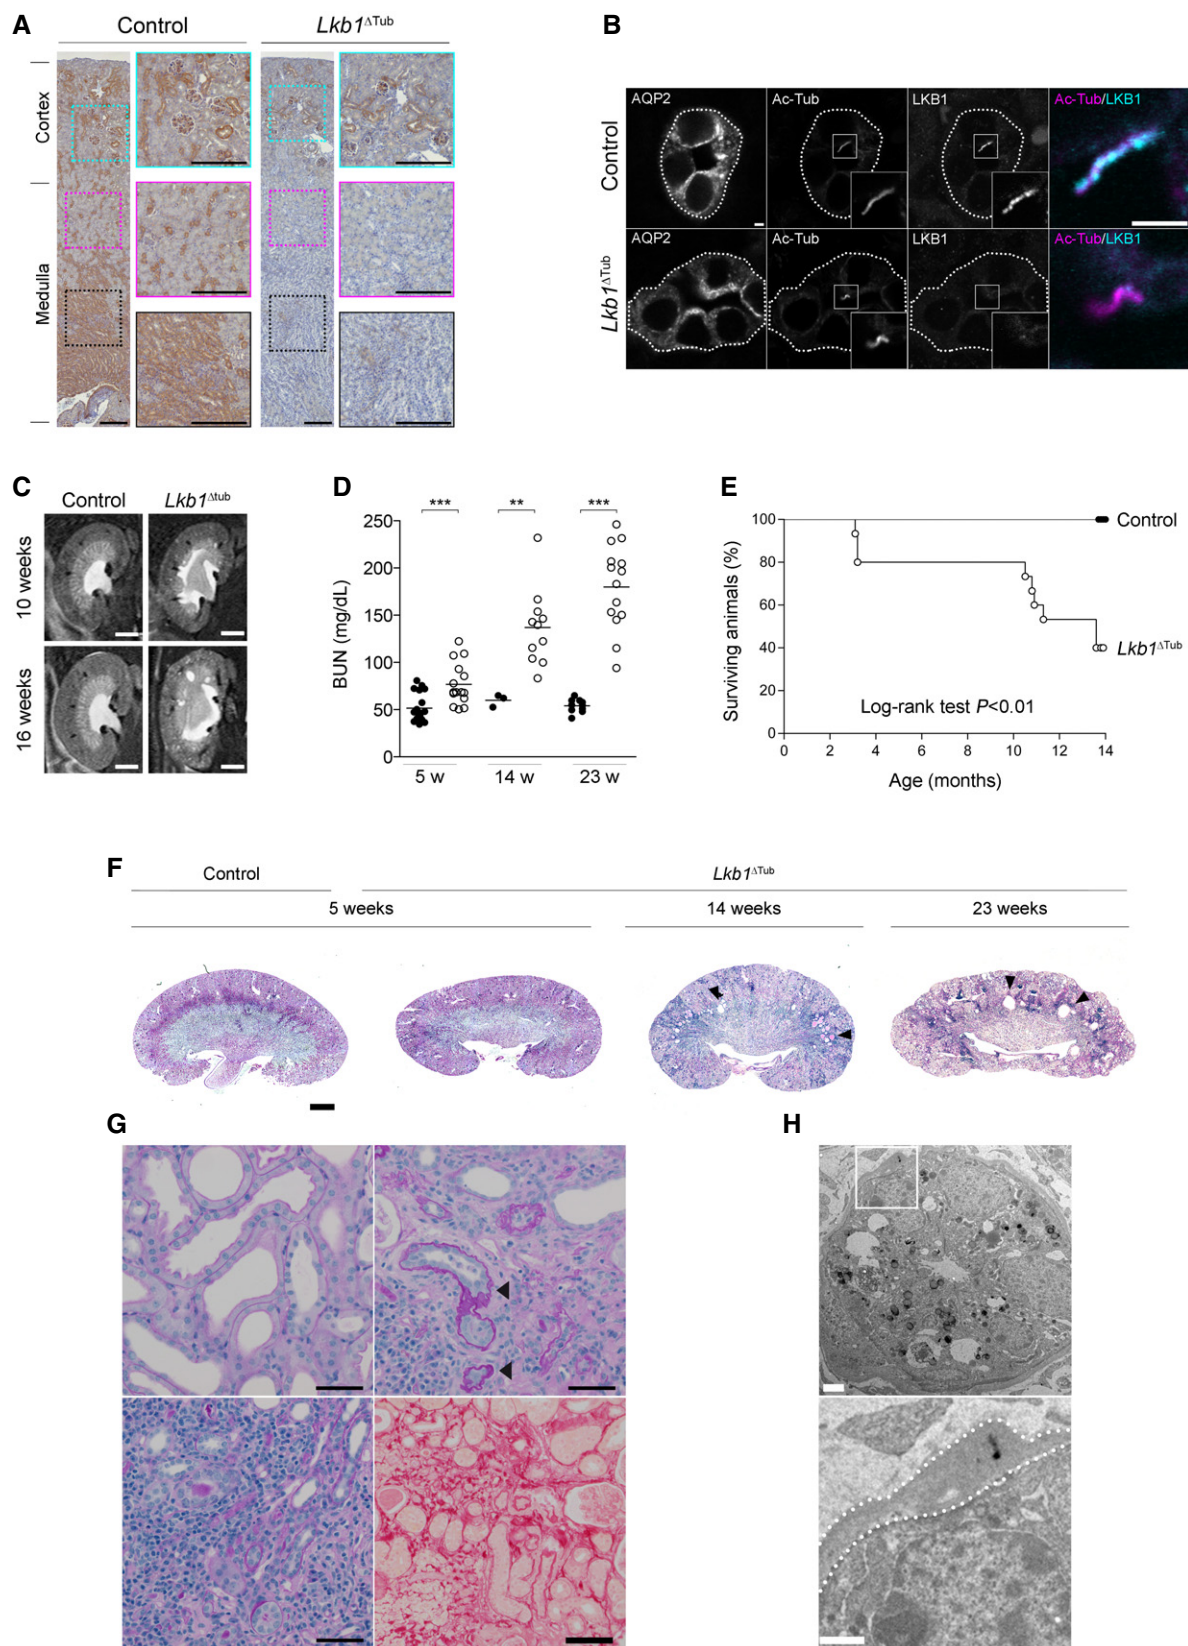 A
Control
Lkb1ΔTub
Cortex
Medulla
B
Control
Lkb1ΔTub
AQP2
Ac-Tub
LKB1
Ac-Tub/LKB1
AQP2
Ac-Tub
LKB1
Ac-Tub/LKB1
C
Control
Lkb1Δtub
10 weeks
16 weeks
D
***
**
***
BUN (mg/dL)
250
200
150
100
50
0
5 w
14 w
23 w
E
Surviving animals (%)
100
80
60
40
20
0
Control
Lkb1ΔTub
Log-rank test P<0.01
0
2
4
6
8
10
12
14
Age (months)
F
Control
Lkb1ΔTub
5 weeks
14 weeks
23 weeks
G
H